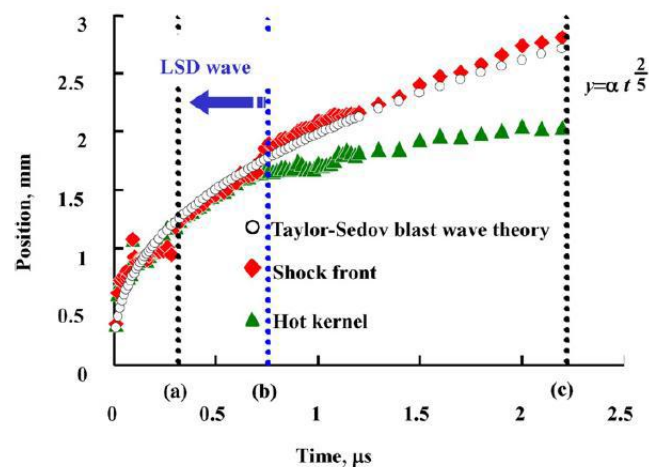 3
2.5
2
1.5
1
0.5
0
Position, mm
LSD wave
y=α t^2/5
Taylor-Sedov blast wave theory
Shock front
Hot kernel
(a) (b) (c)
0 0.5 1 1.5 2 2.5
Time, μs